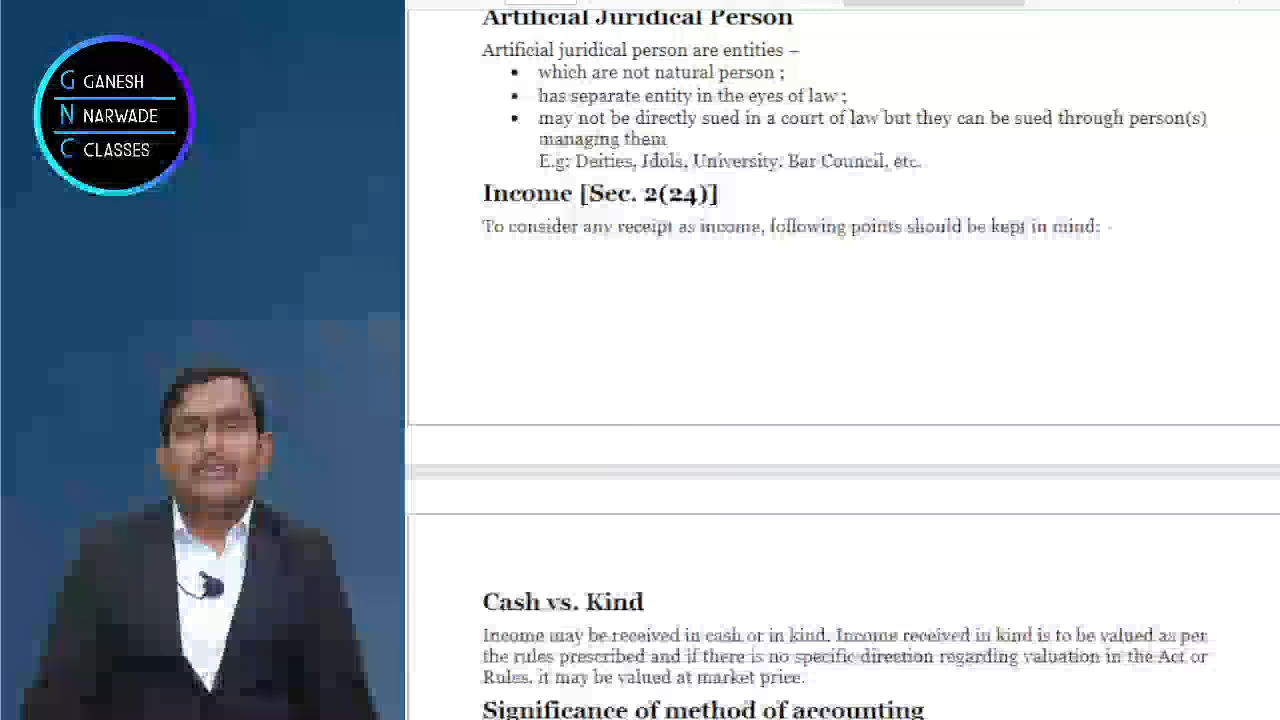 G GANESH
N NARWADE
C CLASSES
Artificial Juridical Person
Artificial juridical person are entities –
• which are not natural person ;
• has separate entity in the eyes of law ;
• may not be directly sued in a court of law but they can be sued through person(s)
managing them
E.g: Deities, Idols, University, Bar Council, etc.
Income [Sec. 2(24)]
To consider any receipt as income, following points should be kept in mind: -
Cash vs. Kind
Income may be received in cash or in kind. Income received in kind is to be valued as per
the rules prescribed and if there is no specific direction regarding valuation in the Act or
Rules, it may be valued at market price.
Significance of method of accounting